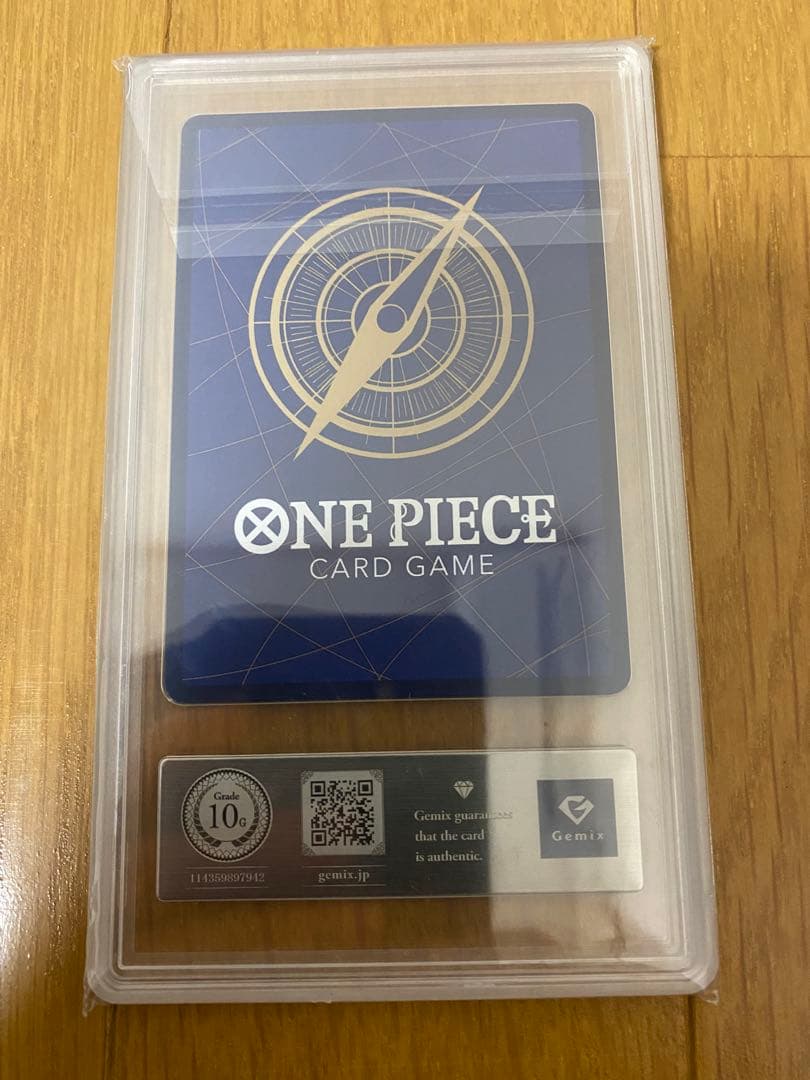 ONE PIECE
CARD GAME
Grade
10G
114359897942
gemix.jp
Gemix guarantees
that the card
is authentic.
Gemix